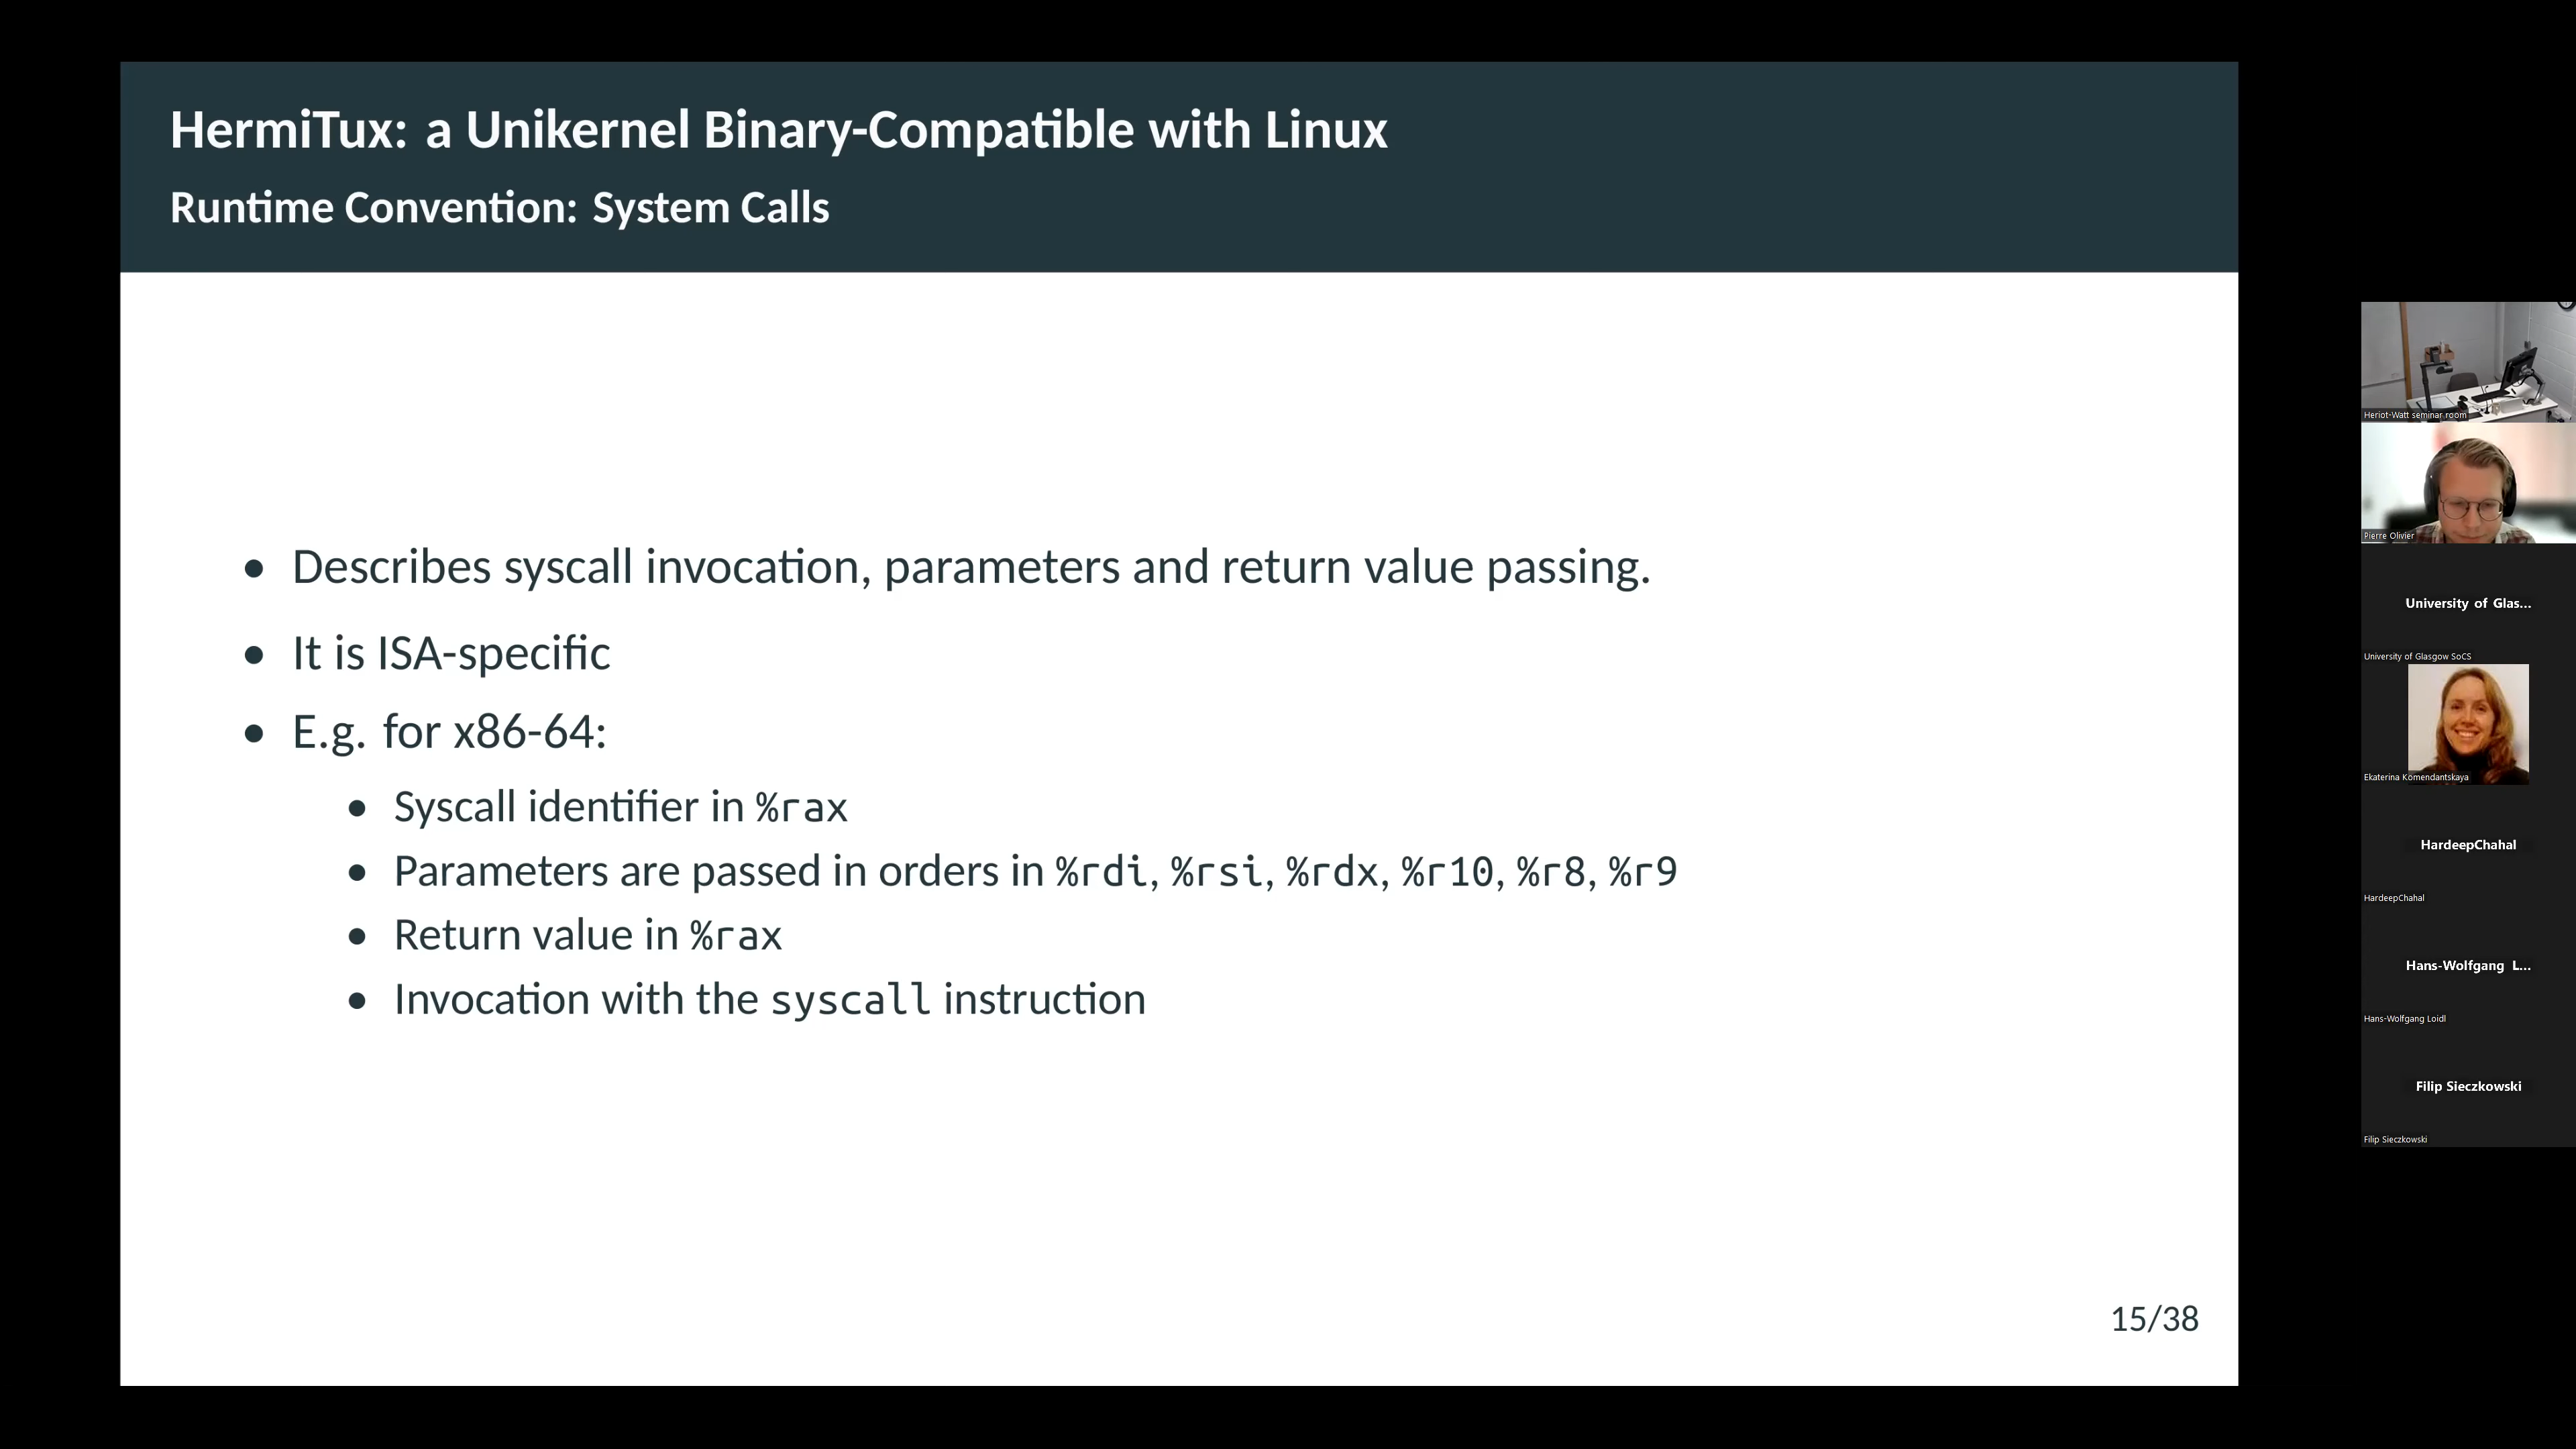 HermiTux: a Unikernel Binary-Compatible with Linux
Runtime Convention: System Calls
• Describes syscall invocation, parameters and return value passing.
• It is ISA-specific
• E.g. for x86-64:
• Syscall identifier in %rax
• Parameters are passed in orders in %rdi, %rsi, %rdx, %r10, %r8, %r9
• Return value in %rax
• Invocation with the syscall instruction
15/38
Heriot-Watt seminar room
Pierre Olivier
University of Glas...
University of Glasgow SoCS
Ekaterina Komendantskaya
HardeepChahal
HardeepChahal
Hans-Wolfgang L...
Hans-Wolfgang Loidl
Filip Sieczkowski
Filip Sieczkowski